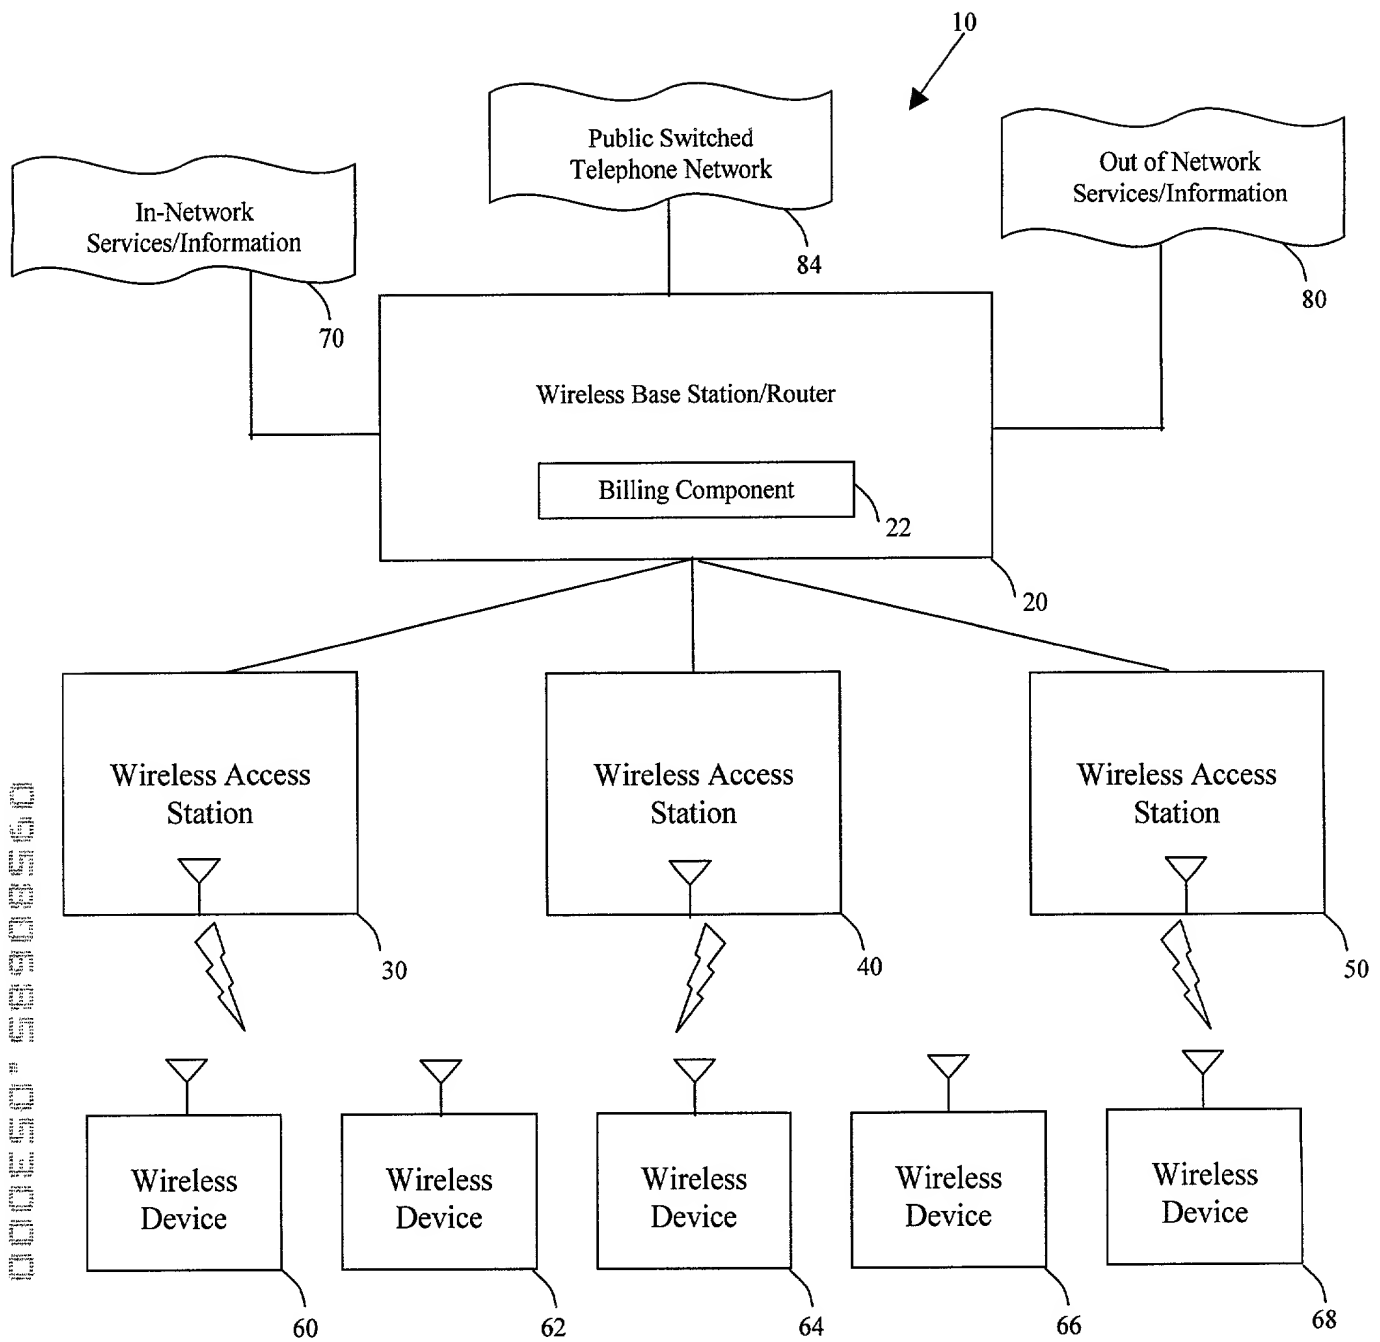 10
Public Switched
Telephone Network
84
Out of Network
Services/Information
80
In-Network
Services/Information
70
Wireless Base Station/Router
Billing Component
22
20
Wireless Access
Station
30
Wireless Access
Station
40
Wireless Access
Station
50
Wireless
Device
60
Wireless
Device
62
Wireless
Device
64
Wireless
Device
66
Wireless
Device
68